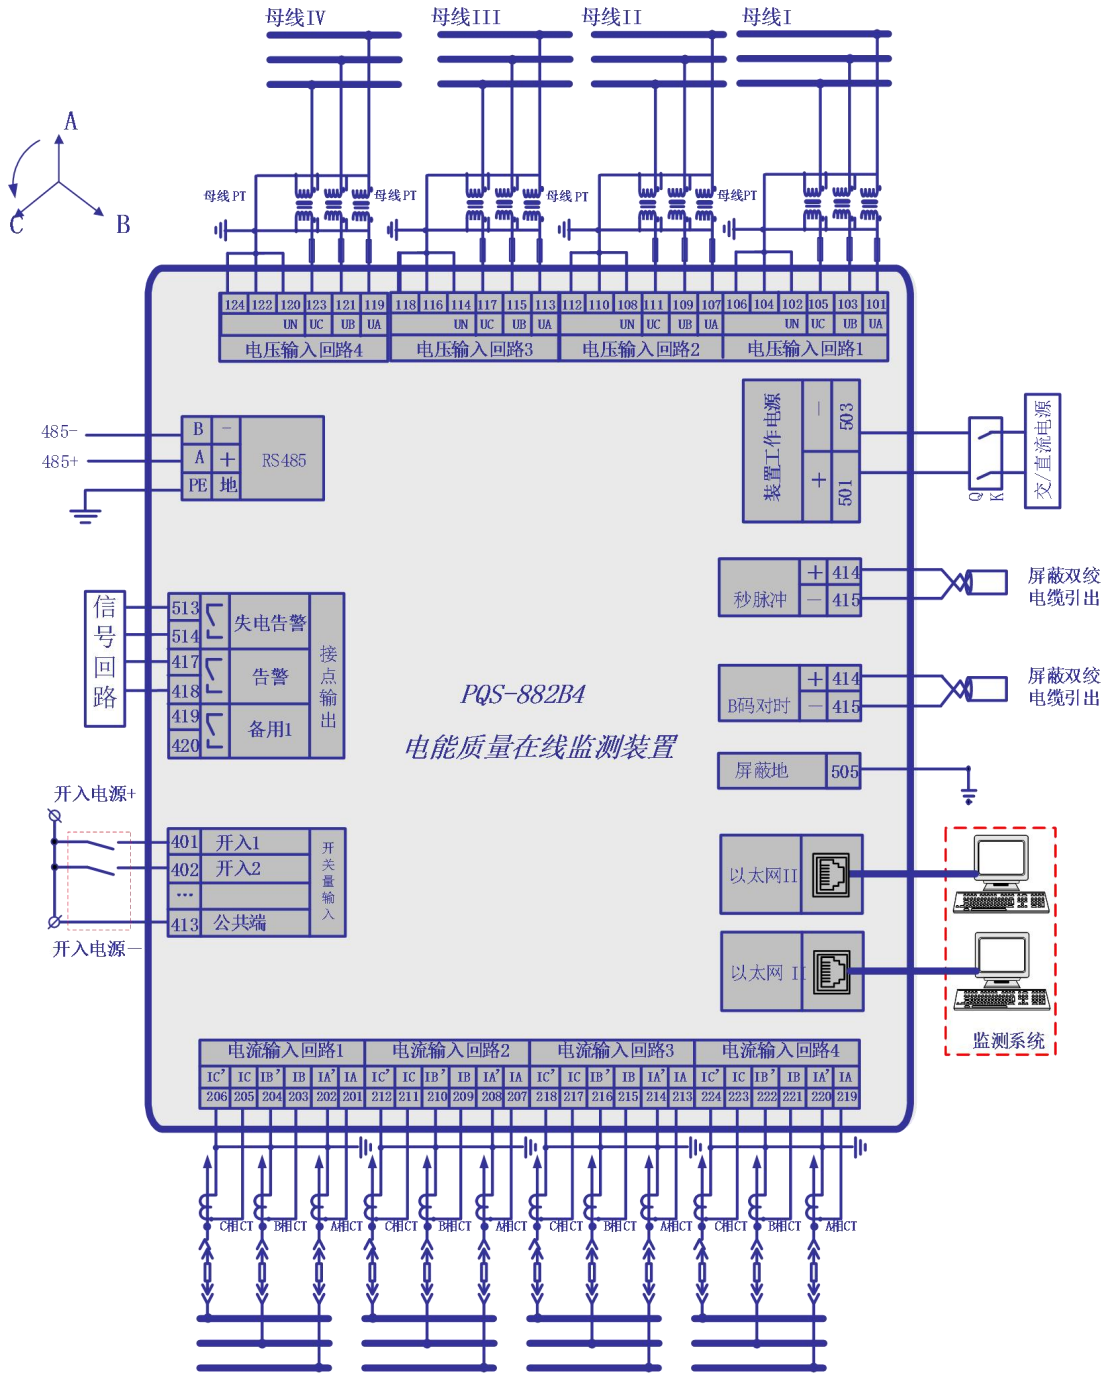 母线IV 母线III 母线II 母线I
A
C
B
母线PT 母线PT 母线PT 母线PT
124 122 120 123 121 119 118 116 114 117 115 113 112 110 108 111 109 107 106 104 102 105 103 101
UN UC UB UA UN UC UB UA UN UC UB UA UN UC UB UA
电压输入回路4 电压输入回路3 电压输入回路2 电压输入回路1
485-
485+
B －
A ＋
PE 地
RS485
装置工作电源
－ 503
＋ 501
Q K
交/直流电源
信号回路
513
514
失电告警
417
418
告警
419
420
备用1
接点输出
秒脉冲
＋ 414
－ 415
屏蔽双绞
电缆引出
B码对时
＋ 414
－ 415
屏蔽双绞
电缆引出
PQS-882B4
电能质量在线监测装置
屏蔽地 505
开入电源+
401 开入1
402 开入2
...
413 公共端
开关量输入
开入电源－
以太网II
以太网 II
监测系统
电流输入回路1 电流输入回路2 电流输入回路3 电流输入回路4
IC' IC IB' IB IA' IA IC' IC IB' IB IA' IA IC' IC IB' IB IA' IA IC' IC IB' IB IA' IA
206 205 204 203 202 201 212 211 210 209 208 207 218 217 216 215 214 213 224 223 222 221 220 219
C相CT B相CT A相CT C相CT B相CT A相CT C相CT B相CT A相CT C相CT B相CT A相CT